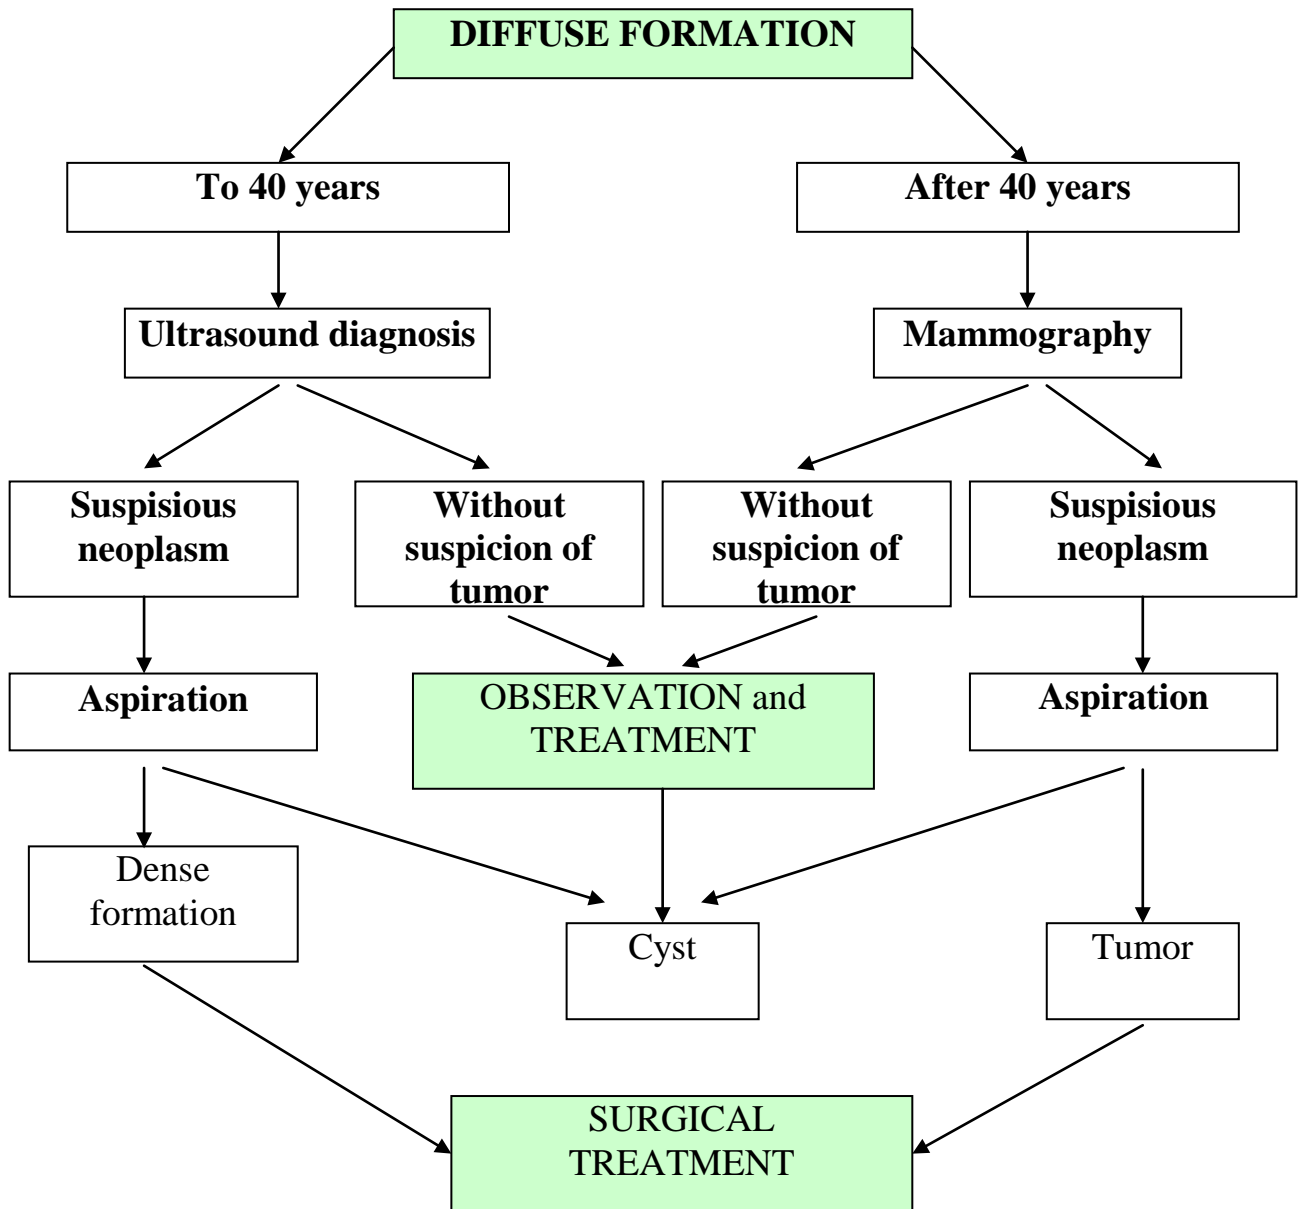 DIFFUSE FORMATION
To 40 years
After 40 years
Ultrasound diagnosis
Mammography
Suspisious
neoplasm
Without
suspicion of
tumor
Without
suspicion of
tumor
Suspisious
neoplasm
Aspiration
OBSERVATION and
TREATMENT
Aspiration
Dense
formation
Cyst
Tumor
SURGICAL
TREATMENT